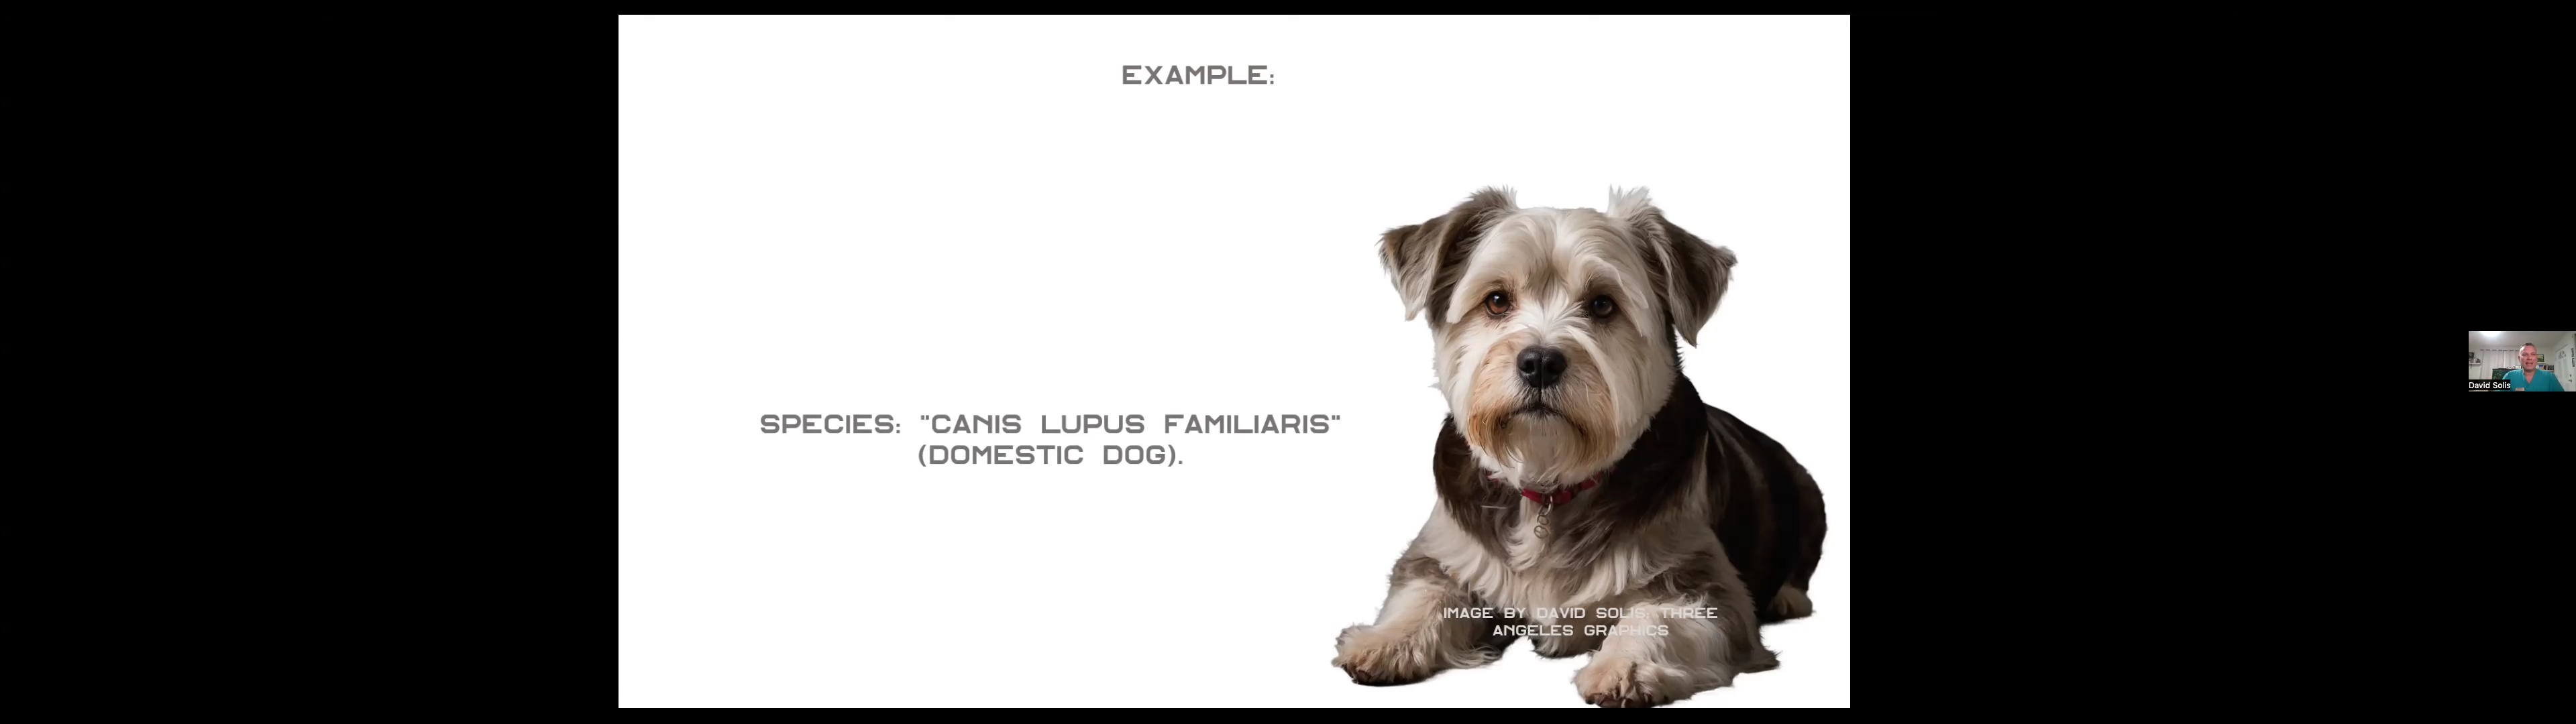 EXAMPLE:
SPECIES: "CANIS LUPUS FAMILIARIS"
(DOMESTIC DOG).
IMAGE BY DAVID SOLIS: THREE
ANGELES GRAPHICS
David Solis